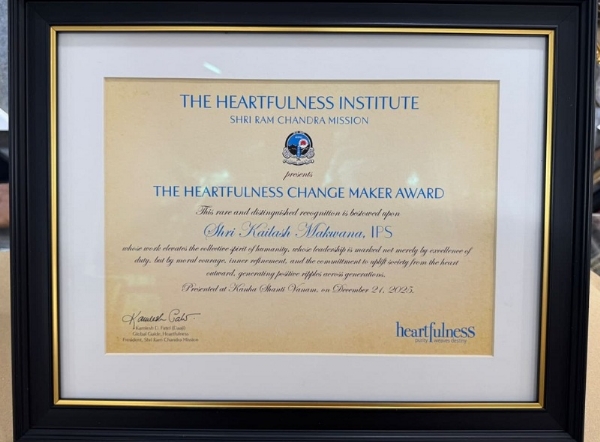 THE HEARTFULNESS INSTITUTE
SHRI RAM CHANDRA MISSION
presents
THE HEARTFULNESS CHANGE MAKER AWARD
This rare and distinguished recognition is bestowed upon
Shri Kailash Makwana, IPS
whose work elevates the collective spirit of humanity, whose leadership is marked not merely by excellence of
duty, but by moral courage, inner refinement, and the commitment to uplift society from the heart
outward, generating positive ripples across generations.
Presented at Kanha Shanti Vanam, on December 21, 2025.
Kamlesh C. Patel (Daaji)
Global Guide, Heartfulness
President, Shri Ram Chandra Mission
heartfulness
purity weaves destiny